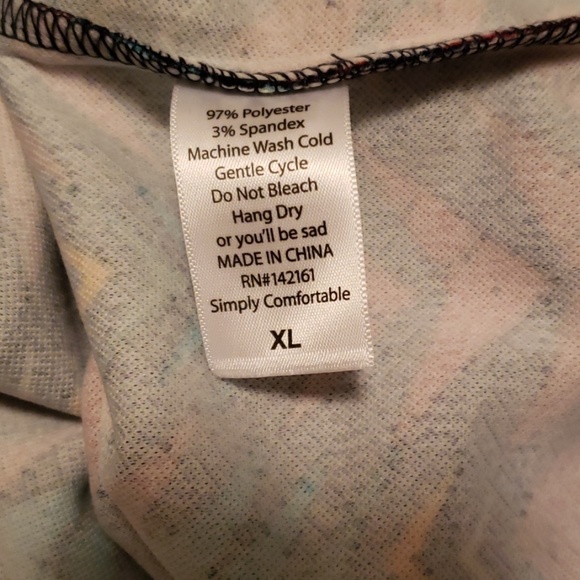 97% Polyester
3% Spandex
Machine Wash Cold
Gentle Cycle
Do Not Bleach
Hang Dry
or you'll be sad
MADE IN CHINA
RN#142161
Simply Comfortable
XL